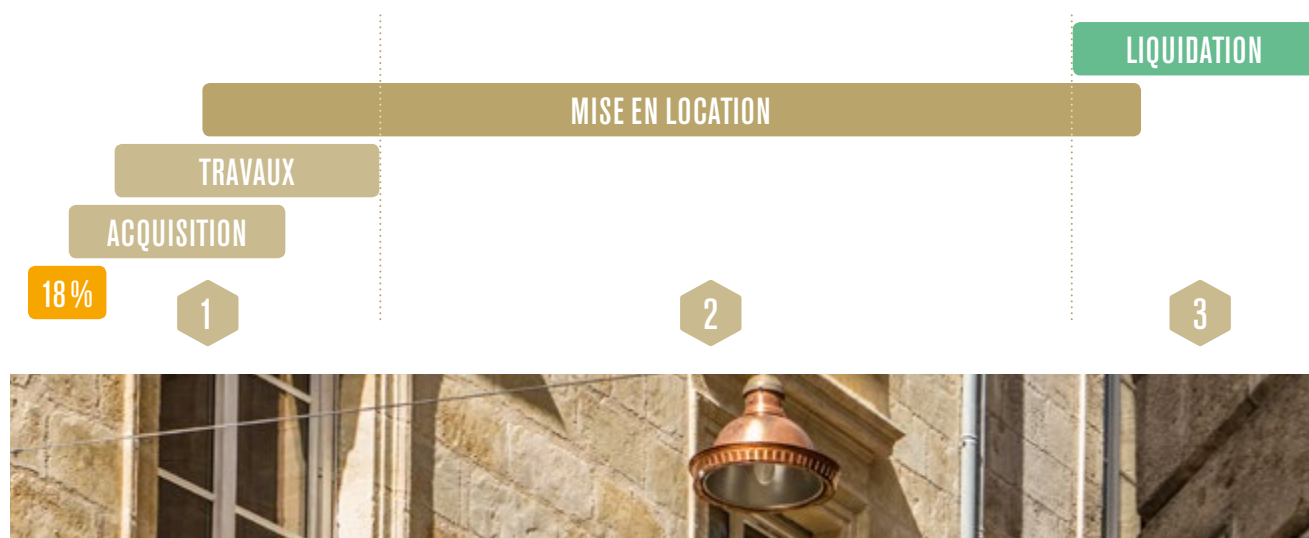 LIQUIDATION
MISE EN LOCATION
TRAVAUX
ACQUISITION
18 %
1
2
3